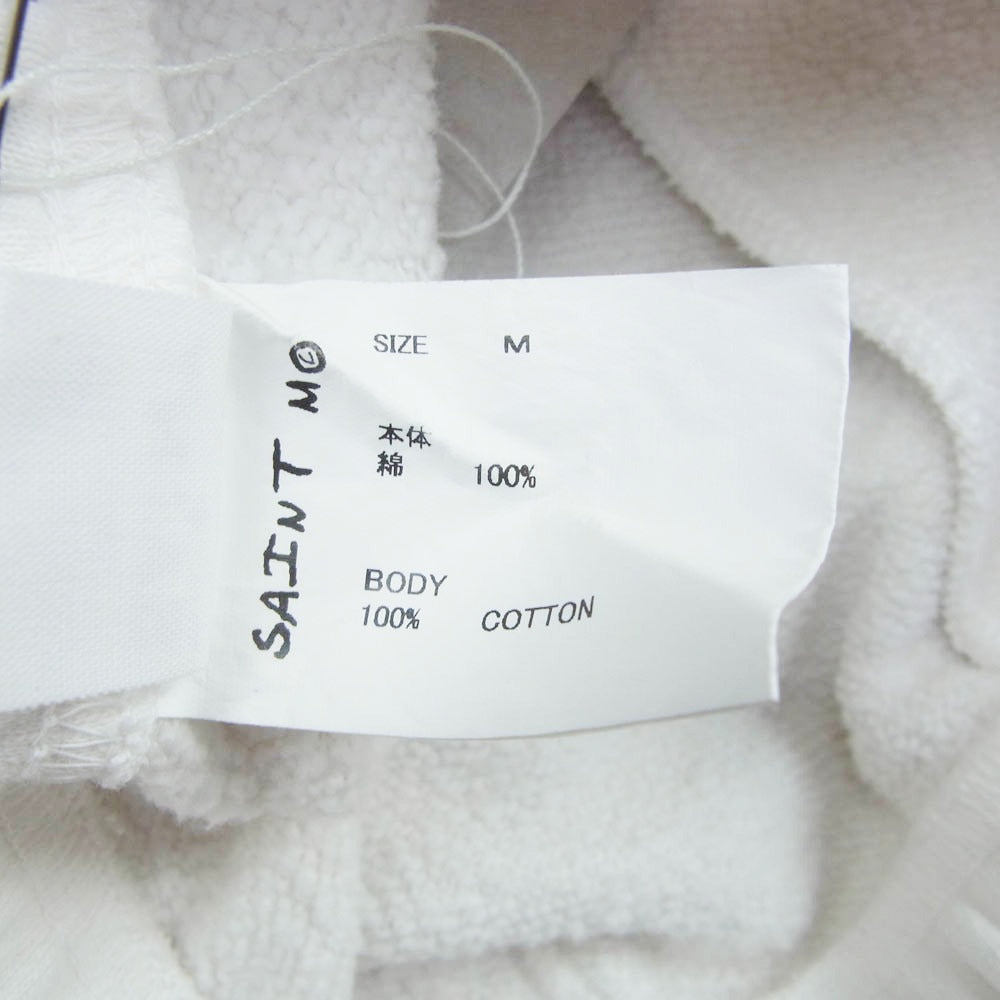 SAINT M
SIZE M
本体
綿 100%
BODY
100% COTTON